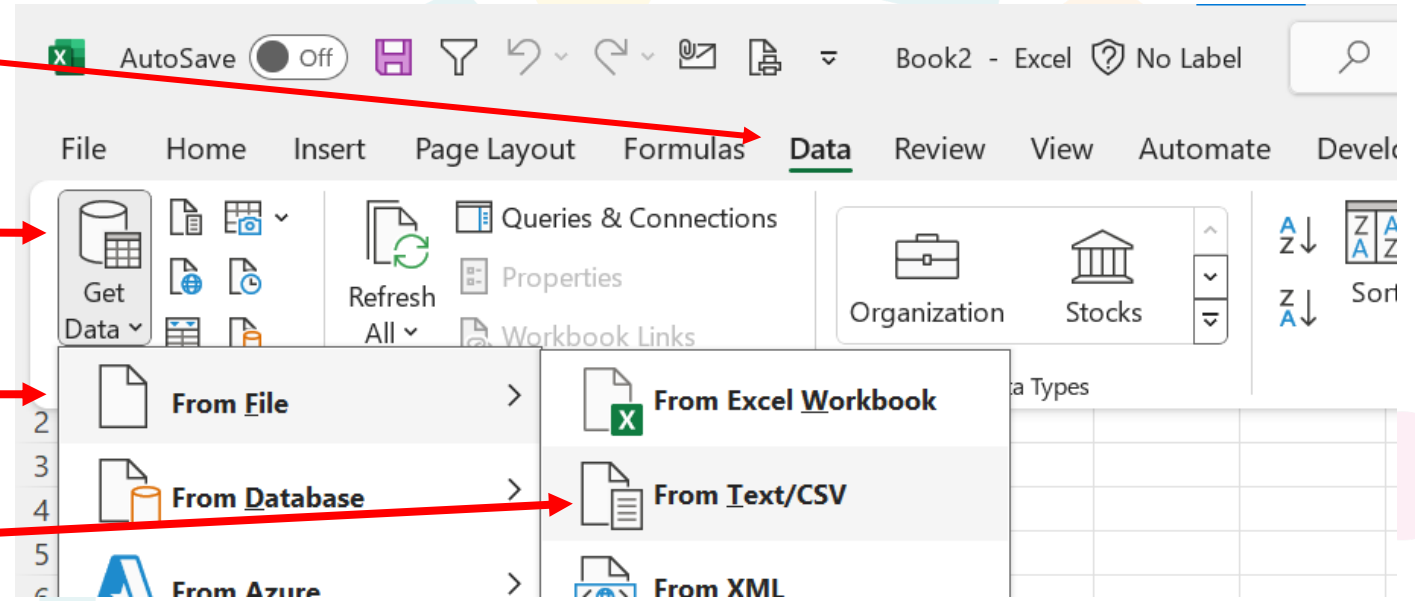 AutoSave Off Book2 - Excel No Label
File Home Insert Page Layout Formulas Data Review View Automate
Queries & Connections
Properties
Get
Data
Refresh
All
Workbook Links
Organization
Stocks
Sort
From File
From Excel Workbook
Types
2
3
From Database
From Text/CSV
4
5
From Azure
From XML